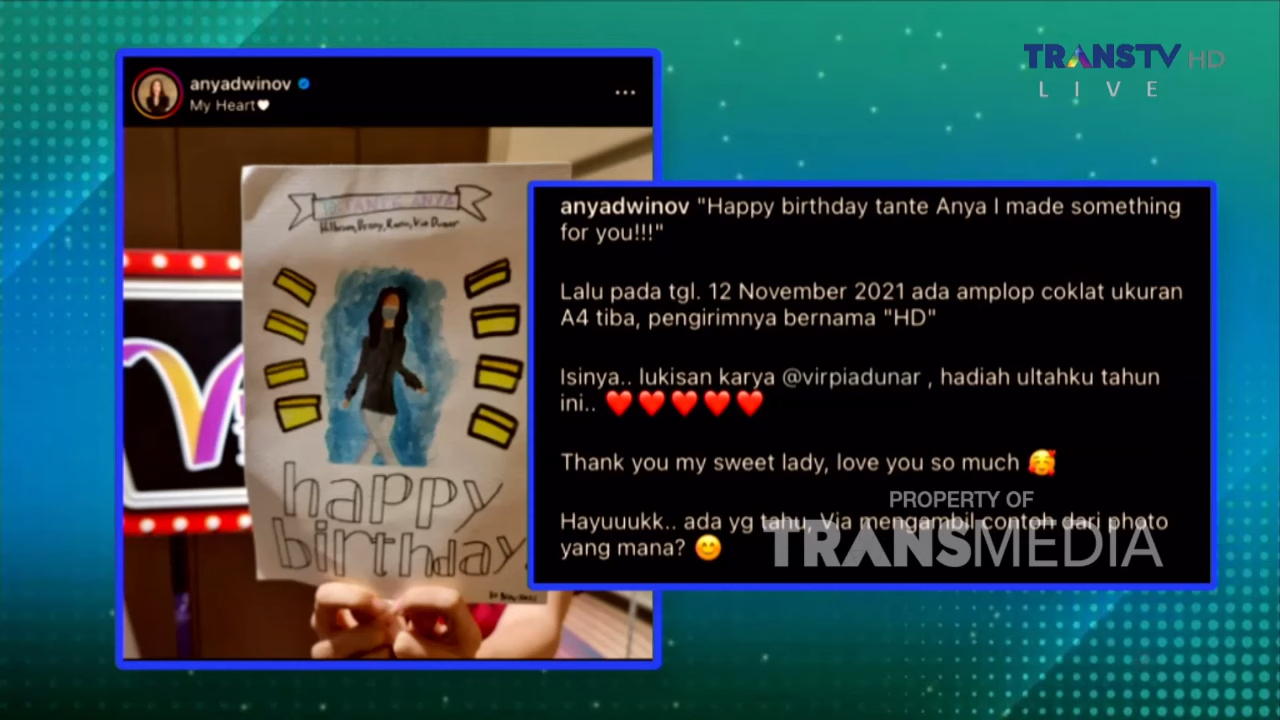 TRANSTV HD
LIVE
anyadwinov
My Heart🤍
TANTE ANYA
happy
birthday
anyadwinov "Happy birthday tante Anya I made something
for you!!!"
Lalu pada tgl. 12 November 2021 ada amplop coklat ukuran
A4 tiba, pengirimnya bernama "HD"
Isinya.. lukisan karya @virpiadunar , hadiah ultahku tahun
ini.. ❤️❤️❤️❤️❤️
Thank you my sweet lady, love you so much 🥰
Hayuuukk.. ada yg tahu, Via mengambil contoh dari photo
yang mana? 😊
PROPERTY OF
TRANSMEDIA